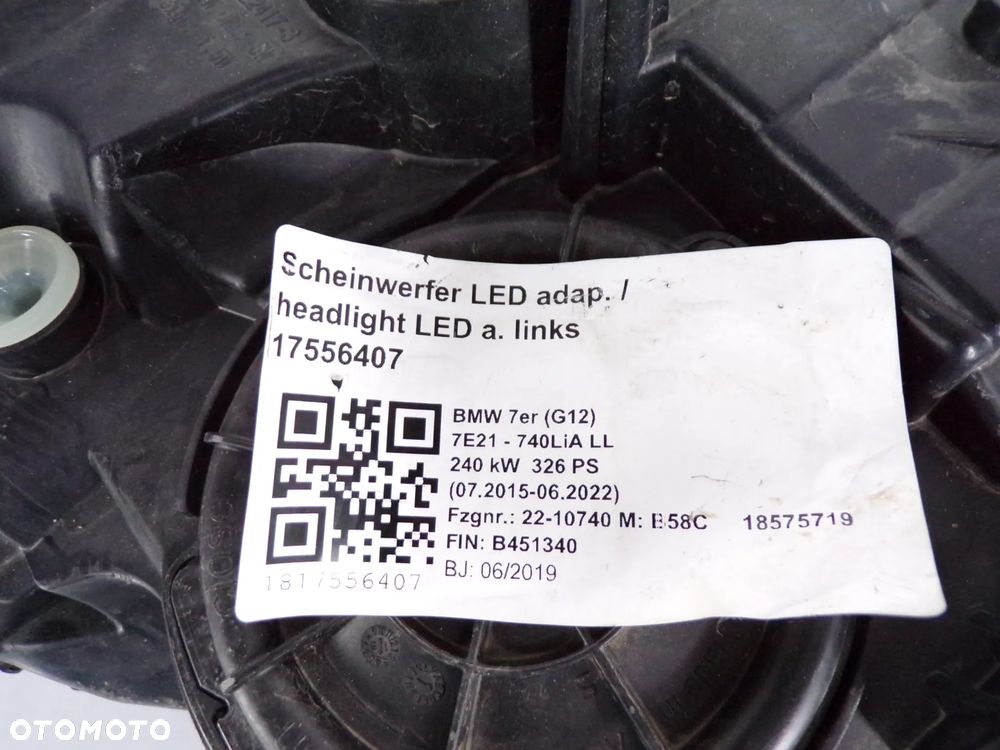 Scheinwerfer LED adap. /
headlight LED a. links
17556407
BMW 7er (G12)
7E21 - 740LiA LL
240 kW 326 PS
(07.2015-06.2022)
Fzgnr.: 22-10740 M: B58C 18575719
FIN: B451340
BJ: 06/2019
1817556407
OTOMOTO